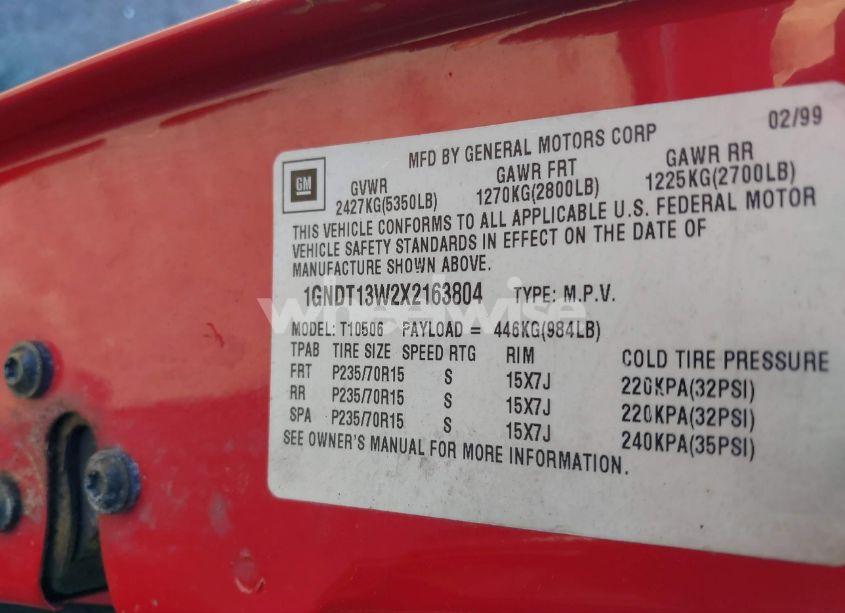 02/99
MFD BY GENERAL MOTORS CORP
GM
GVWR GAWR FRT GAWR RR
2427KG(5350LB) 1270KG(2800LB) 1225KG(2700LB)
THIS VEHICLE CONFORMS TO ALL APPLICABLE U.S. FEDERAL MOTOR
VEHICLE SAFETY STANDARDS IN EFFECT ON THE DATE OF
MANUFACTURE SHOWN ABOVE.
1GNDT13W2X2163804 TYPE: M.P.V.
wheelwise
MODEL: T10506 PAYLOAD = 446KG(984LB)
TPAB TIRE SIZE SPEED RTG RIM COLD TIRE PRESSURE
FRT P235/70R15 S 15X7J 220KPA(32PSI)
RR P235/70R15 S 15X7J 220KPA(32PSI)
SPA P235/70R15 S 15X7J 240KPA(35PSI)
SEE OWNER'S MANUAL FOR MORE INFORMATION.